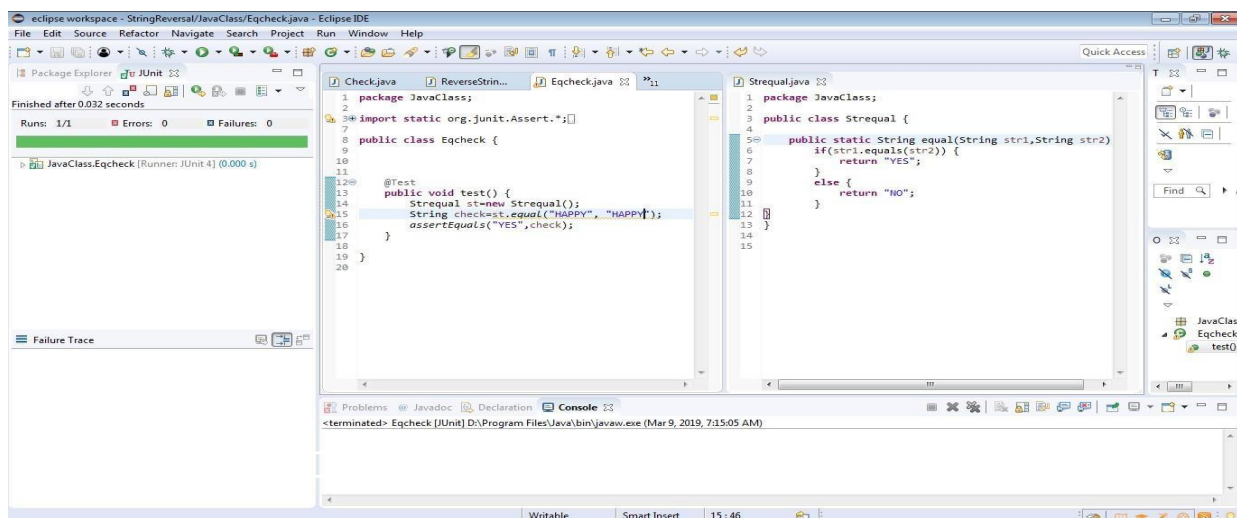 eclipse workspace - StringReversal/JavaClass/Eqcheck.java - Eclipse IDE
File Edit Source Refactor Navigate Search Project Run Window Help
Quick Access
Package Explorer JUnit
Finished after 0.032 seconds
Runs: 1/1 Errors: 0 Failures: 0
JavaClass.Eqcheck [Runner: JUnit 4] (0.000 s)
Failure Trace
Check.java ReverseStrin... Eqcheck.java »11
1 package JavaClass;
2
3 import static org.junit.Assert.*;
7
8 public class Eqcheck {
9
10
11
12 @Test
13 public void test() {
14 Strequal st=new Strequal();
15 String check=st.equal("HAPPY", "HAPPY");
16 assertEquals("YES",check);
17 }
18
19 }
20
Strequal.java
1 package JavaClass;
2
3 public class Strequal {
4
5 public static String equal(String str1,String str2)
6 if(str1.equals(str2)) {
7 return "YES";
8 }
9 else {
10 return "NO";
11 }
12 }
13 }
14
15
T
Find
O
JavaClas
Eqcheck
test()
Problems Javadoc Declaration Console
<terminated> Eqcheck [JUnit] D:\Program Files\Java\bin\javaw.exe (Mar 9, 2019, 7:15:05 AM)
Writable Smart Insert 15 : 46